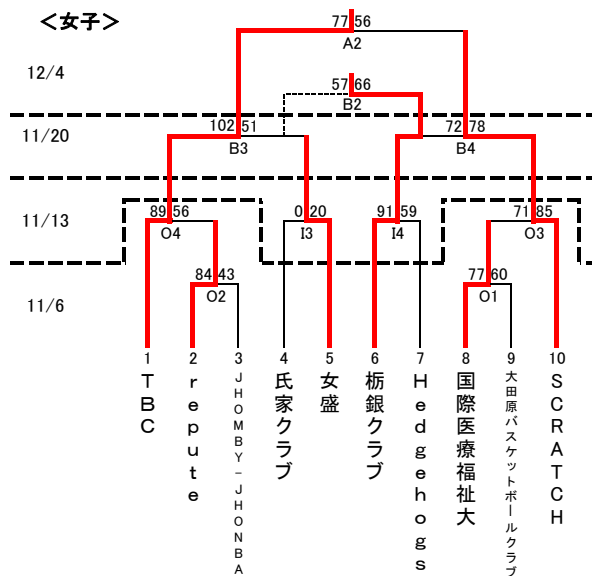 ＜女子＞
77 56
A2
12/4
57 66
B2
11/20
102 51
B3
72 78
B4
11/13
89 56
O4
0 20
I3
91 59
I4
71 85
O3
11/6
84 43
O2
77 60
O1
1 2 3 4 5 6 7 8 9 10
TBC
repute
JHOMBY-JHONBA
氏家クラブ
女盛
栃銀クラブ
Hedgehogs
国際医療福祉大
大田原バスケットボールクラブ
SCRATCH